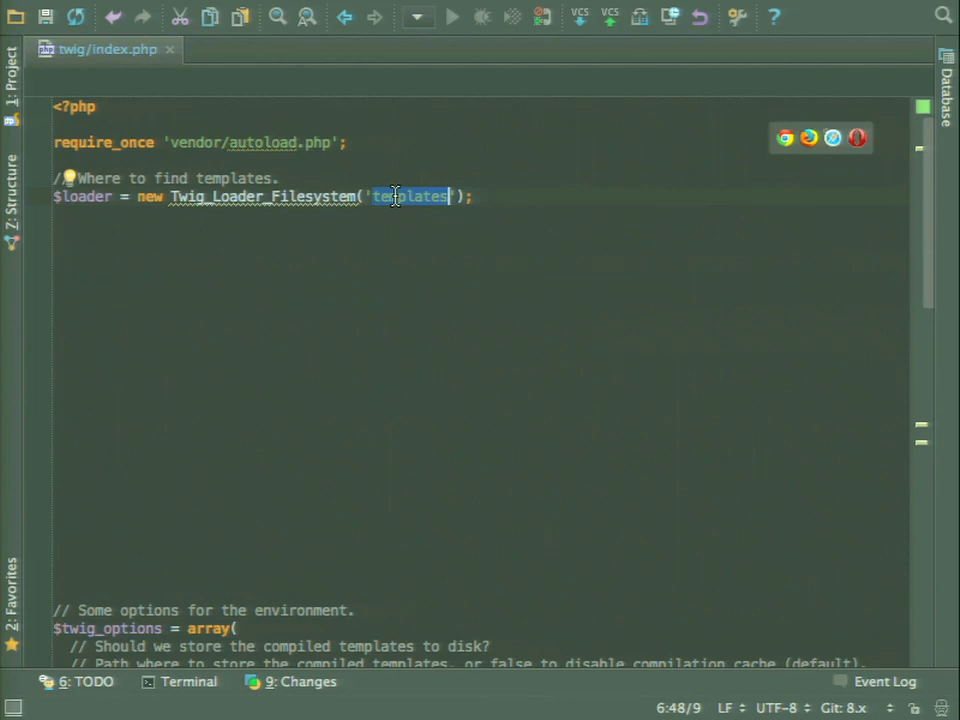 VCS VCS
twig/index.php
1: Project
Z: Structure
2: Favorites
Database
<?php
require_once 'vendor/autoload.php';
/ Where to find templates.
$loader = new Twig_Loader_Filesystem('templates');
// Some options for the environment.
$twig_options = array(
// Should we store the compiled templates to disk?
// Path where to store the compiled templates, or false to disable compilation cache (default).
6: TODO Terminal 9: Changes Event Log
6:48/9 LF UTF-8 Git: 8.x